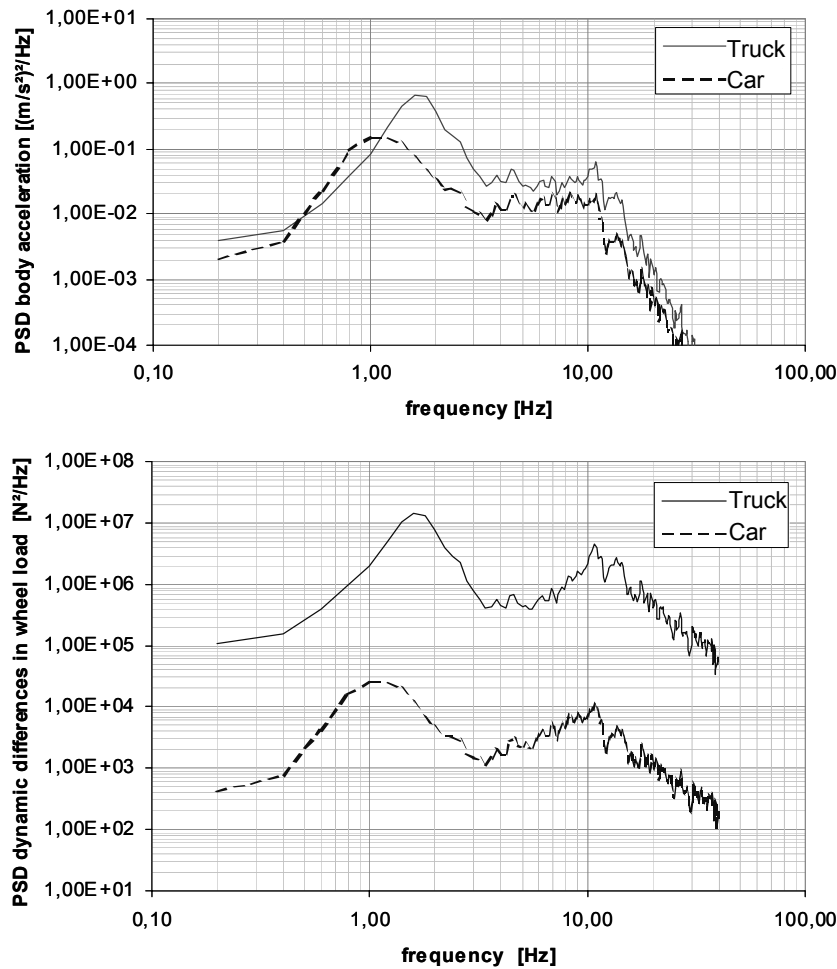 PSD body acceleration [(m/s²)²/Hz]
1,00E+01
1,00E+00
1,00E-01
1,00E-02
1,00E-03
1,00E-04
Truck
Car
0,10 1,00 10,00 100,00
frequency [Hz]
PSD dynamic differences in wheel load [N²/Hz]
1,00E+08
1,00E+07
1,00E+06
1,00E+05
1,00E+04
1,00E+03
1,00E+02
1,00E+01
Truck
Car
0,10 1,00 10,00 100,00
frequency [Hz]